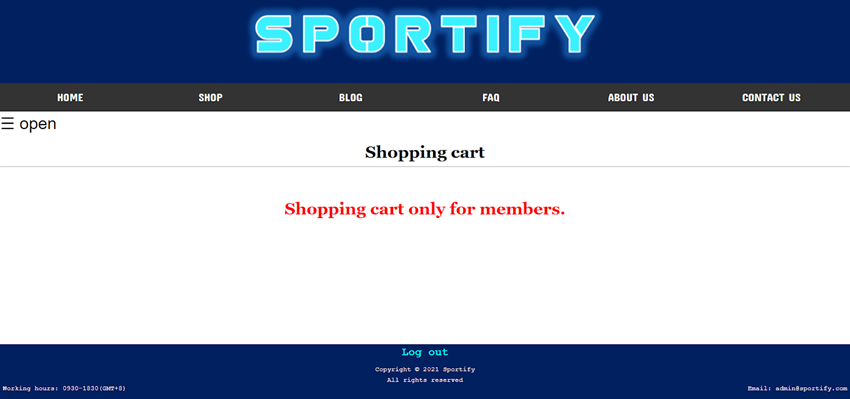 SPORTIFY
HOME SHOP BLOG FAQ ABOUT US CONTACT US
☰ open
Shopping cart
Shopping cart only for members.
Log out
Copyright © 2021 Sportify
All rights reserved
Working hours: 0930-1830(GMT+8) Email: admin@sportify.com